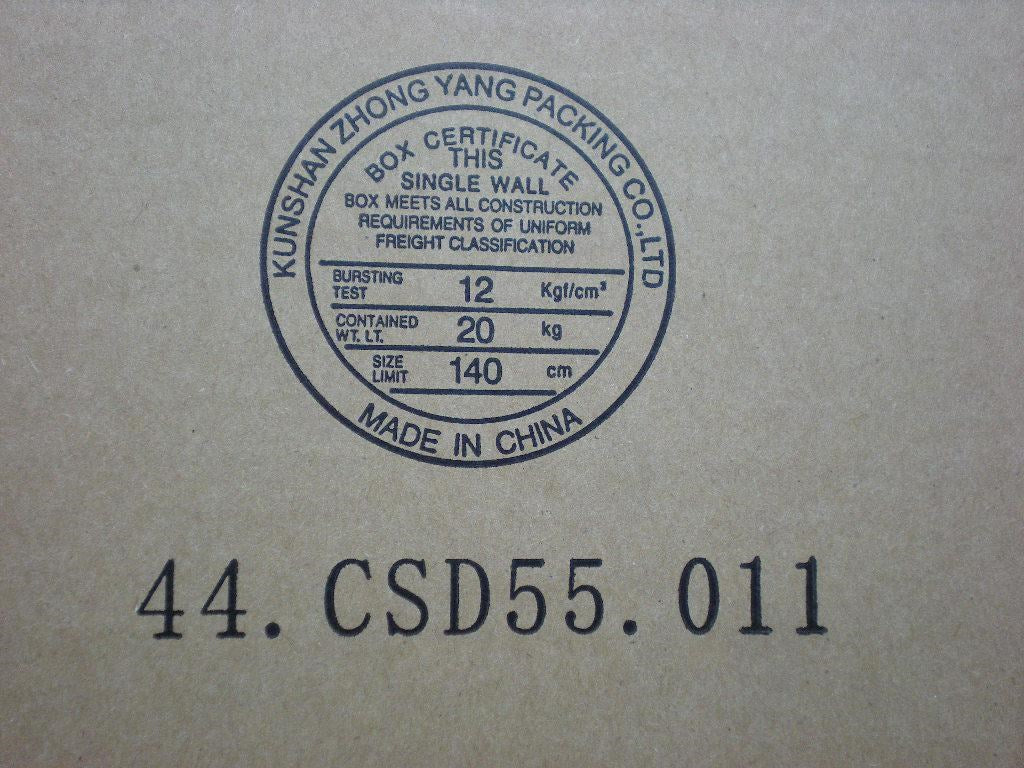 KUNSHAN ZHONG YANG PACKING CO.,LTD
BOX CERTIFICATE
THIS
SINGLE WALL
BOX MEETS ALL CONSTRUCTION
REQUIREMENTS OF UNIFORM
FREIGHT CLASSIFICATION
BURSTING
TEST 12 Kgf/cm²
CONTAINED
WT. LT. 20 kg
SIZE
LIMIT 140 cm
MADE IN CHINA
44.CSD55.011